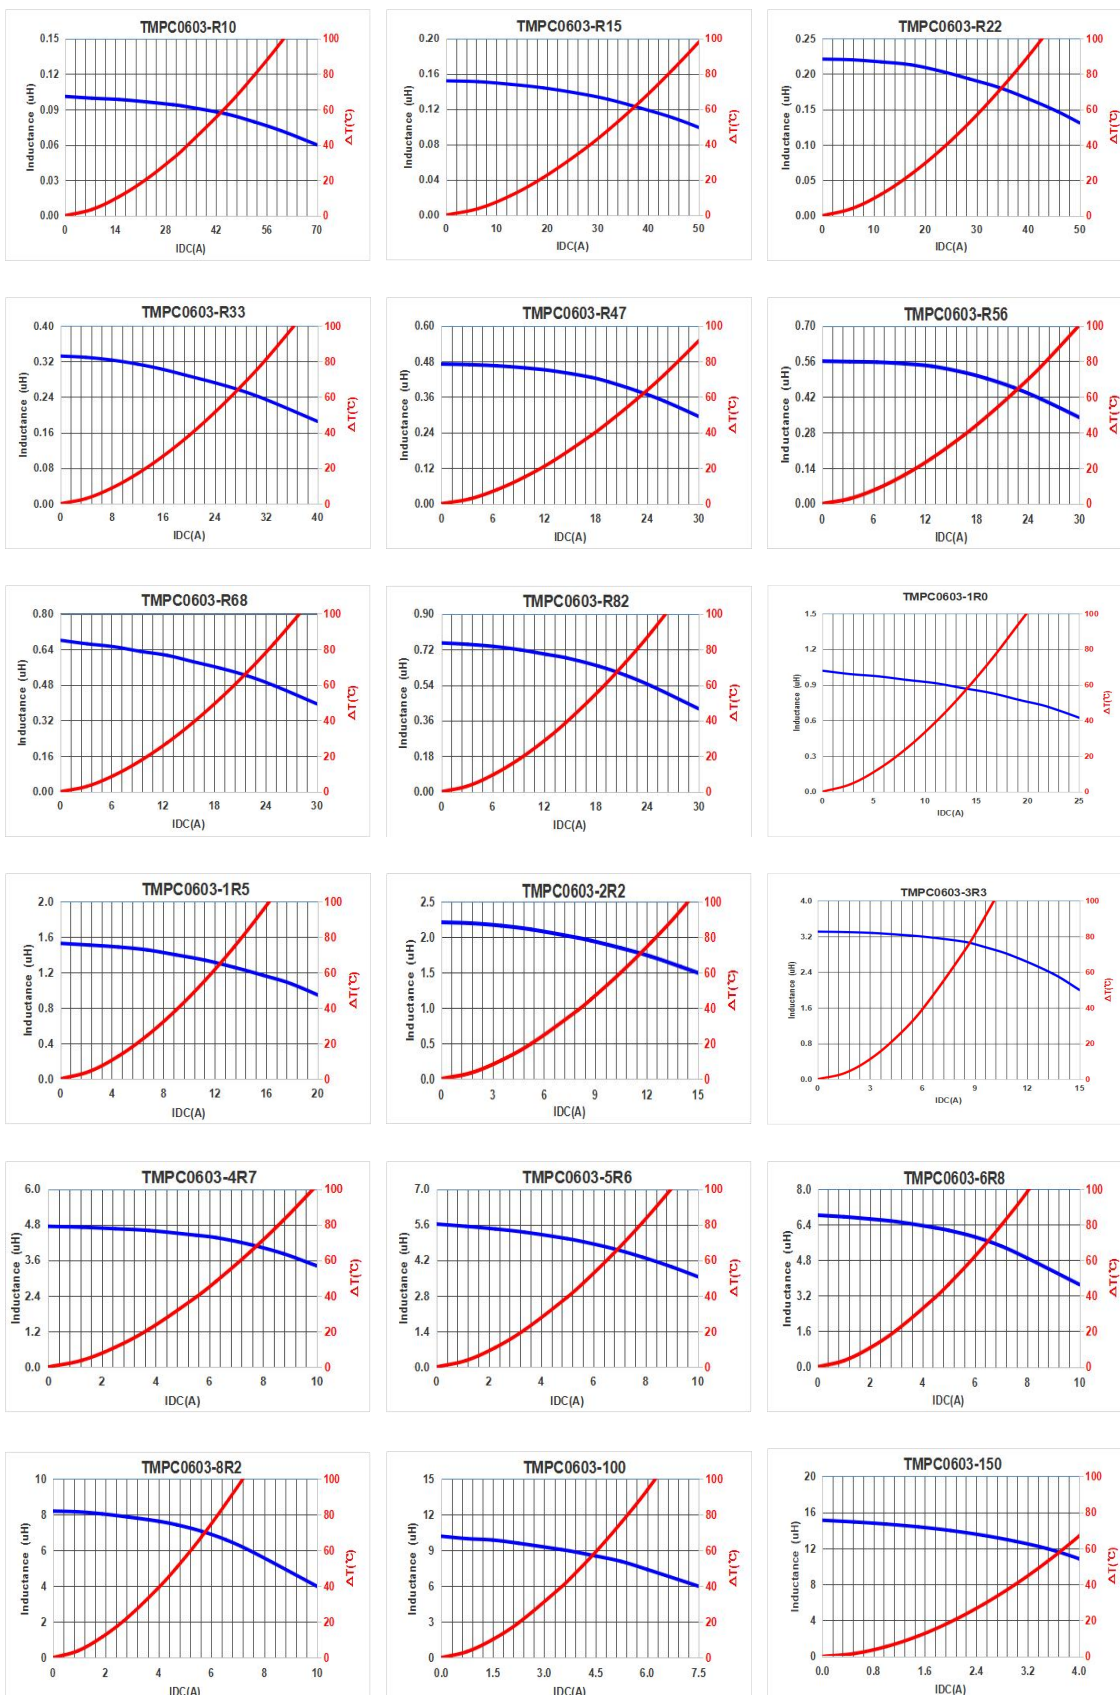 TMPC0603-R10
0.15 0.12 0.09 0.06 0.03 0.00
Inductance (uH)
100 80 60 40 20 0
ΔT(℃)
0 14 28 42 56 70
IDC(A)
TMPC0603-R15
0.20 0.16 0.12 0.08 0.04 0.00
Inductance (uH)
100 80 60 40 20 0
ΔT(℃)
0 10 20 30 40 50
IDC(A)
TMPC0603-R22
0.25 0.20 0.15 0.10 0.05 0.00
Inductance (uH)
100 80 60 40 20 0
ΔT(℃)
0 10 20 30 40 50
IDC(A)
TMPC0603-R33
0.40 0.32 0.24 0.16 0.08 0.00
Inductance (uH)
100 80 60 40 20 0
ΔT(℃)
0 8 16 24 32 40
IDC(A)
TMPC0603-R47
0.60 0.48 0.36 0.24 0.12 0.00
Inductance (uH)
100 80 60 40 20 0
ΔT(℃)
0 6 12 18 24 30
IDC(A)
TMPC0603-R56
0.70 0.56 0.42 0.28 0.14 0.00
Inductance (uH)
100 80 60 40 20 0
ΔT(℃)
0 6 12 18 24 30
IDC(A)
TMPC0603-R68
0.80 0.64 0.48 0.32 0.16 0.00
Inductance (uH)
100 80 60 40 20 0
ΔT(℃)
0 6 12 18 24 30
IDC(A)
TMPC0603-R82
0.90 0.72 0.54 0.36 0.18 0.00
Inductance (uH)
100 80 60 40 20 0
ΔT(℃)
0 6 12 18 24 30
IDC(A)
TMPC0603-1R0
1.5 1.2 0.9 0.6 0.3 0.0
Inductance (uH)
100 80 60 40 20 0
ΔT(℃)
0 5 10 15 20 25
IDC(A)
TMPC0603-1R5
2.0 1.6 1.2 0.8 0.4 0.0
Inductance (uH)
100 80 60 40 20 0
ΔT(℃)
0 4 8 12 16 20
IDC(A)
TMPC0603-2R2
2.5 2.0 1.5 1.0 0.5 0.0
Inductance (uH)
100 80 60 40 20 0
ΔT(℃)
0 3 6 9 12 15
IDC(A)
TMPC0603-3R3
4.0 3.2 2.4 1.6 0.8 0.0
Inductance (uH)
100 80 60 40 20 0
ΔT(℃)
0 3 6 9 12 15
IDC(A)
TMPC0603-4R7
6.0 4.8 3.6 2.4 1.2 0.0
Inductance (uH)
100 80 60 40 20 0
ΔT(℃)
0 2 4 6 8 10
IDC(A)
TMPC0603-5R6
7.0 5.6 4.2 2.8 1.4 0.0
Inductance (uH)
100 80 60 40 20 0
ΔT(℃)
0 2 4 6 8 10
IDC(A)
TMPC0603-6R8
8.0 6.4 4.8 3.2 1.6 0.0
Inductance (uH)
100 80 60 40 20 0
ΔT(℃)
0 2 4 6 8 10
IDC(A)
TMPC0603-8R2
10 8 6 4 2 0
Inductance (uH)
100 80 60 40 20 0
ΔT(℃)
0 2 4 6 8 10
IDC(A)
TMPC0603-100
15 12 9 6 3 0
Inductance (uH)
100 80 60 40 20 0
ΔT(℃)
0.0 1.5 3.0 4.5 6.0 7.5
IDC(A)
TMPC0603-150
20 16 12 8 4 0
Inductance (uH)
100 80 60 40 20 0
ΔT(℃)
0.0 0.8 1.6 2.4 3.2 4.0
IDC(A)